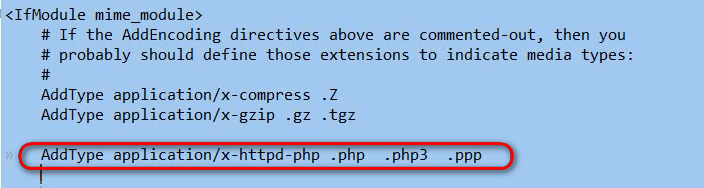 <IfModule mime_module>
# If the AddEncoding directives above are commented-out, then you
# probably should define those extensions to indicate media types:
#
AddType application/x-compress .Z
AddType application/x-gzip .gz .tgz
» AddType application/x-httpd-php .php .php3 .ppp